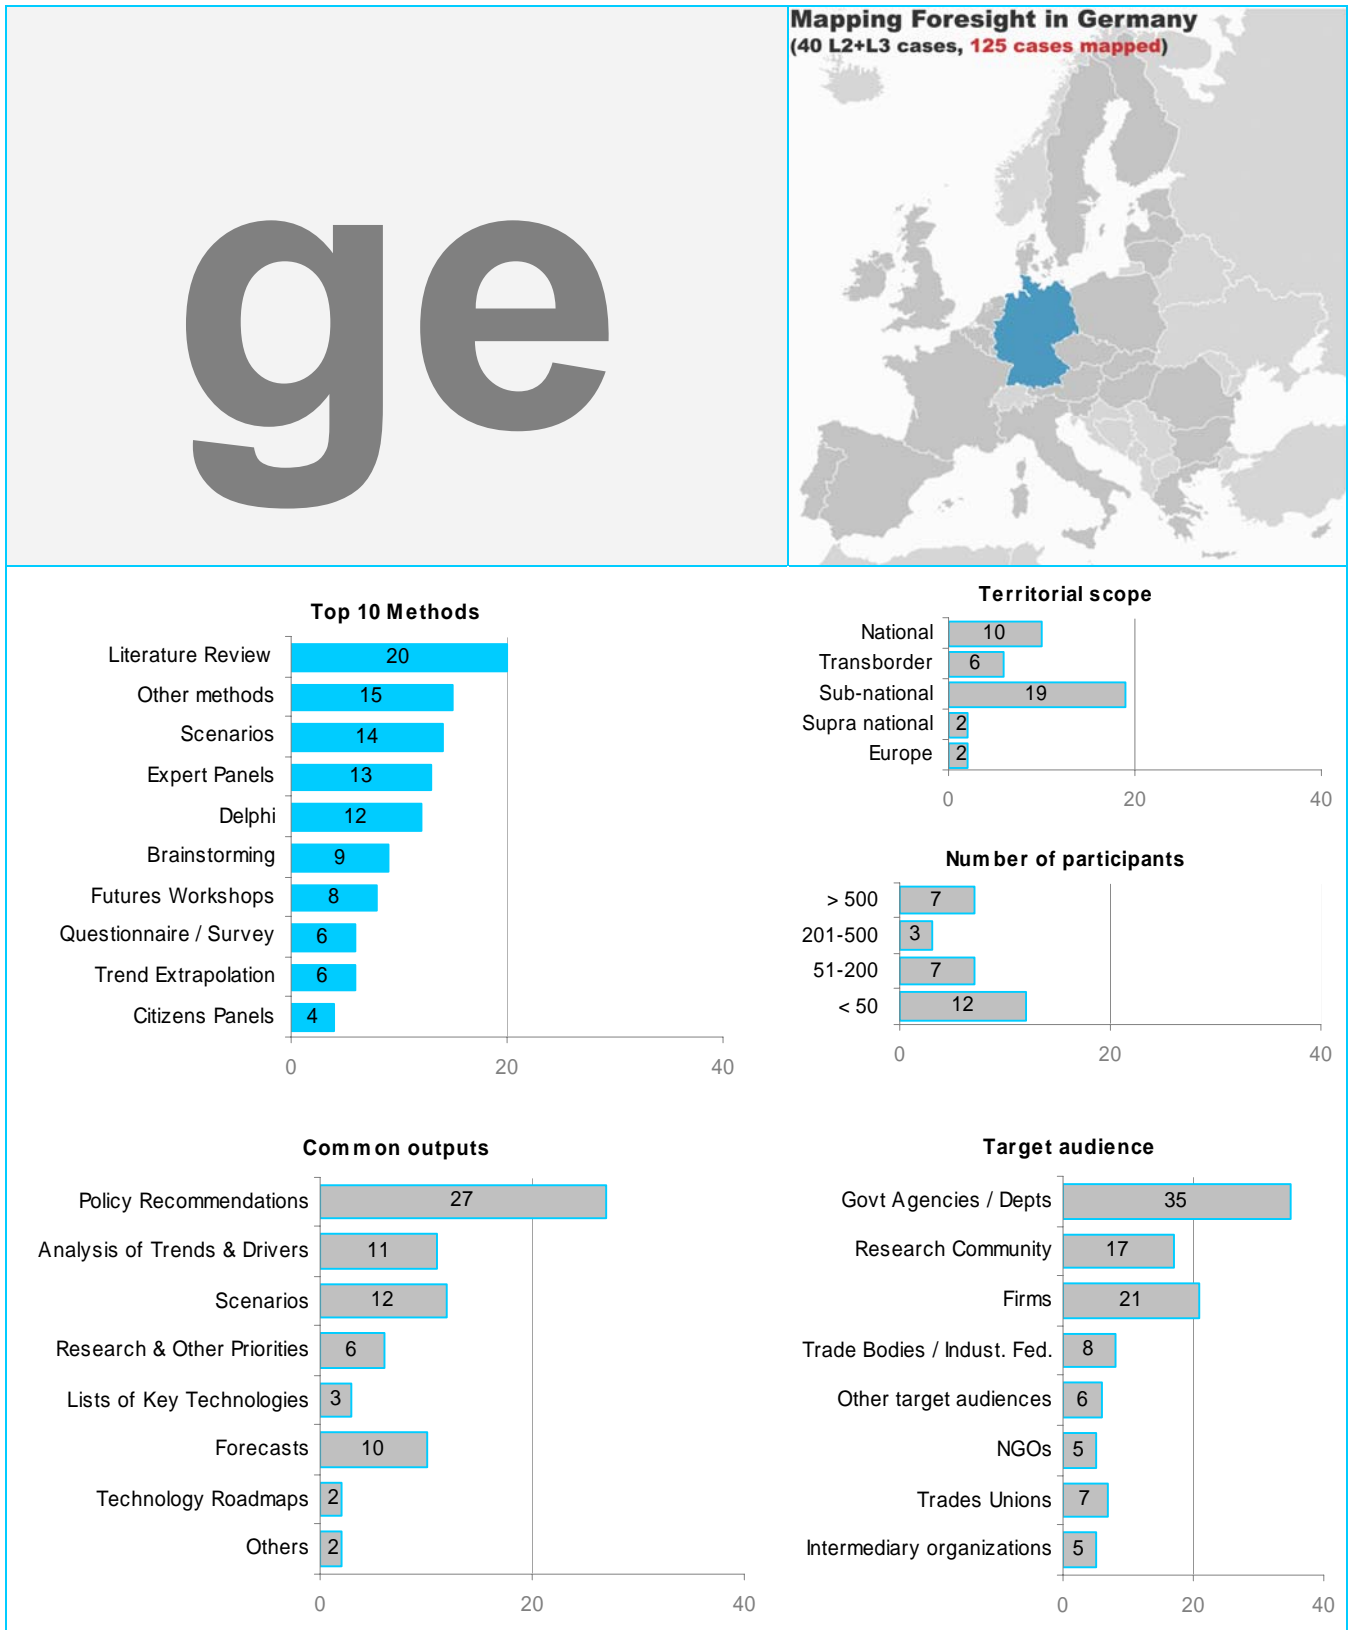 ge
Mapping Foresight in Germany
(40 L2+L3 cases, 125 cases mapped)
Top 10 Methods
Literature Review 20
Other methods 15
Scenarios 14
Expert Panels 13
Delphi 12
Brainstorming 9
Futures Workshops 8
Questionnaire / Survey 6
Trend Extrapolation 6
Citizens Panels 4
0 20 40
Territorial scope
National 10
Transborder 6
Sub-national 19
Supra national 2
Europe 2
0 20 40
Number of participants
> 500 7
201-500 3
51-200 7
< 50 12
0 20 40
Common outputs
Policy Recommendations 27
Analysis of Trends & Drivers 11
Scenarios 12
Research & Other Priorities 6
Lists of Key Technologies 3
Forecasts 10
Technology Roadmaps 2
Others 2
0 20 40
Target audience
Govt Agencies / Depts 35
Research Community 17
Firms 21
Trade Bodies / Indust. Fed. 8
Other target audiences 6
NGOs 5
Trades Unions 7
Intermediary organizations 5
0 20 40